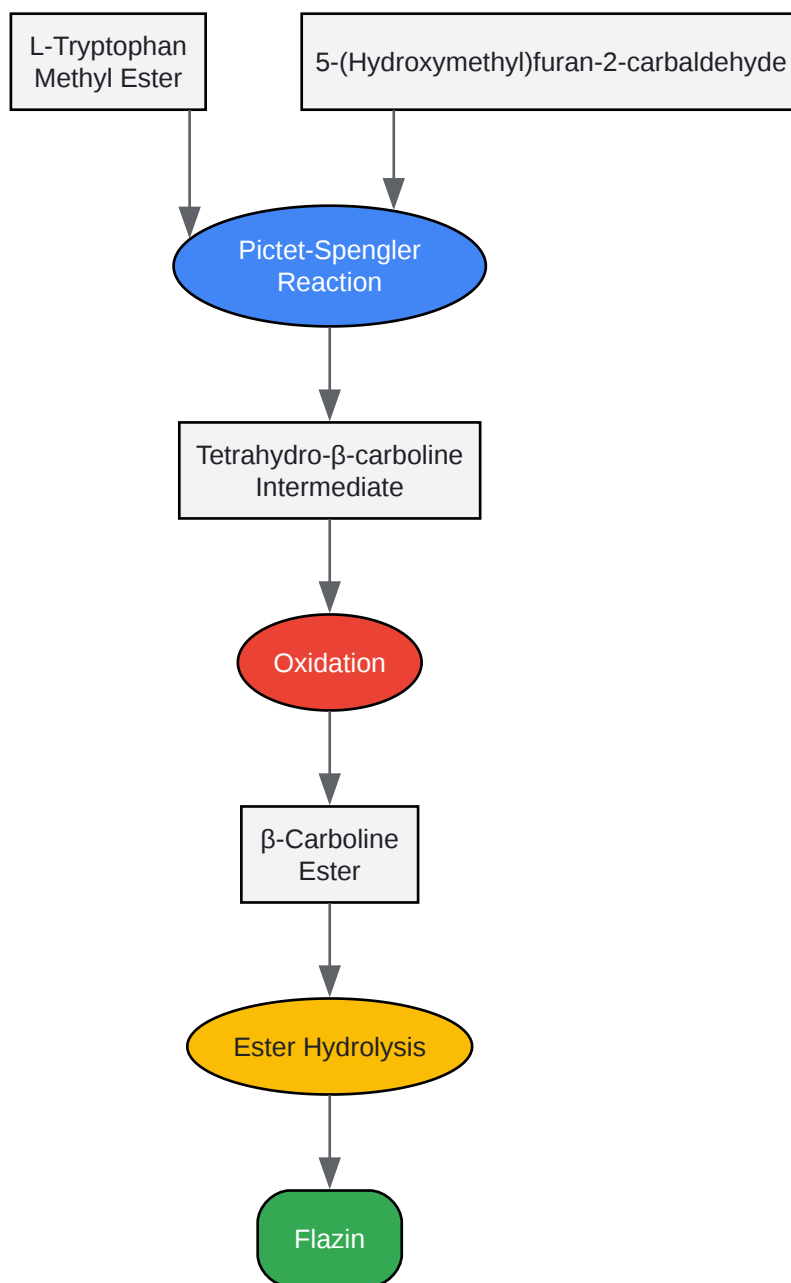 L-Tryptophan
Methyl Ester
5-(Hydroxymethyl)furan-2-carbaldehyde
Pictet-Spengler
Reaction
Tetrahydro-β-carboline
Intermediate
Oxidation
β-Carboline
Ester
Ester Hydrolysis
Flazin